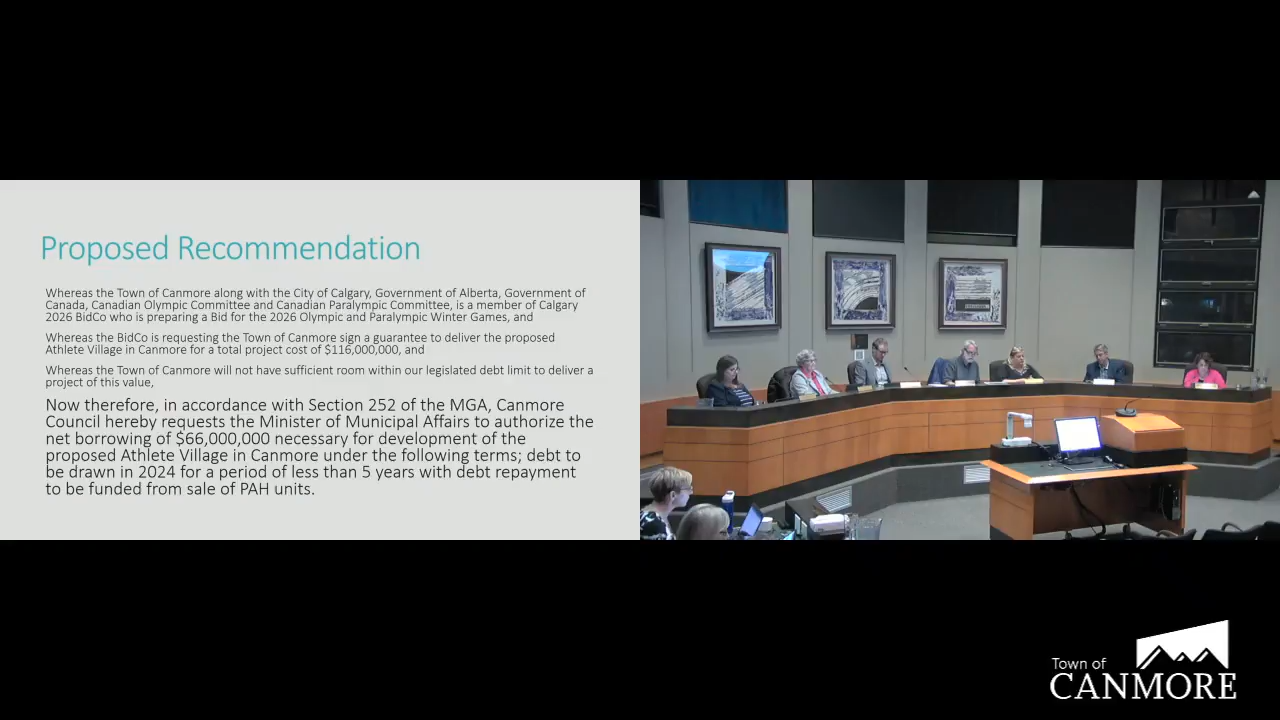 Proposed Recommendation
Whereas the Town of Canmore along with the City of Calgary, Government of Alberta, Government of
Canada, Canadian Olympic Committee and Canadian Paralympic Committee, is a member of Calgary
2026 BidCo who is preparing a Bid for the 2026 Olympic and Paralympic Winter Games, and
Whereas the BidCo is requesting the Town of Canmore sign a guarantee to deliver the proposed
Athlete Village in Canmore for a total project cost of $116,000,000, and
Whereas the Town of Canmore will not have sufficient room within our legislated debt limit to deliver a
project of this value,
Now therefore, in accordance with Section 252 of the MGA, Canmore
Council hereby requests the Minister of Municipal Affairs to authorize the
net borrowing of $66,000,000 necessary for development of the
proposed Athlete Village in Canmore under the following terms; debt to
be drawn in 2024 for a period of less than 5 years with debt repayment
to be funded from sale of PAH units.
Town of
CANMORE